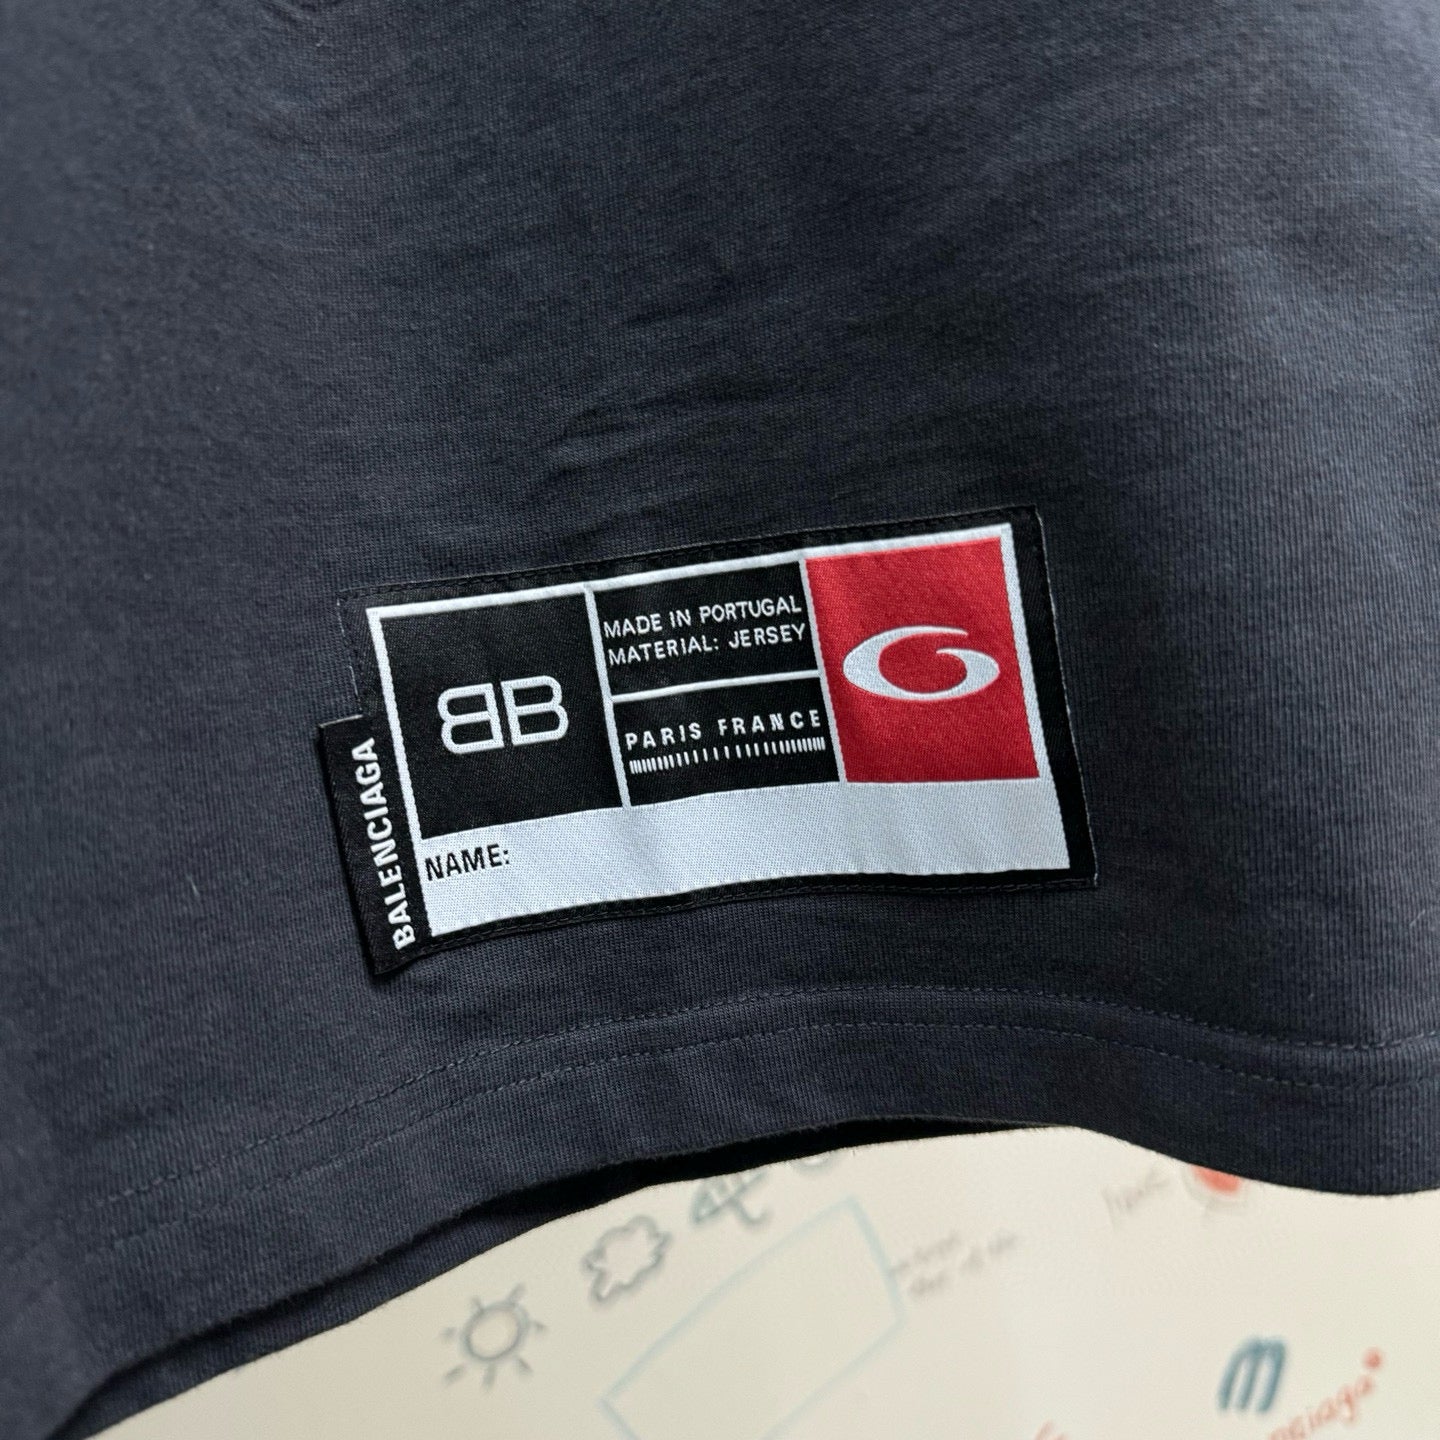 BB
MADE IN PORTUGAL
MATERIAL: JERSEY
PARIS FRANCE
BALENCIAGA
NAME: